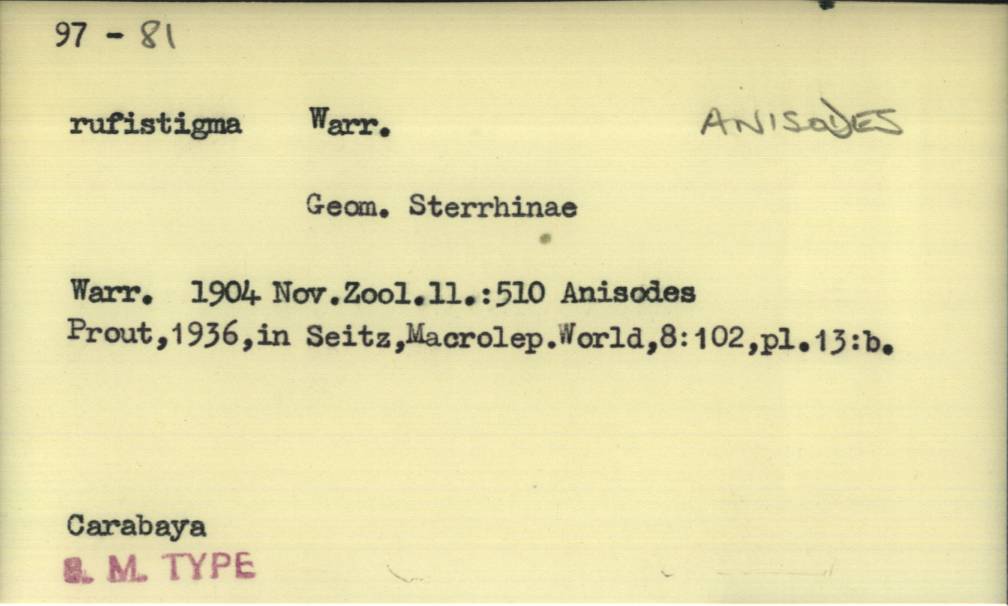 97 - 81
rufistigma Warr. ANISODES
Geom. Sterrhinae
Warr. 1904 Nov.Zool.11.:510 Anisodes
Prout,1936,in Seitz,Macrolep.World,8:102,pl.13:b.
Carabaya
B. M. TYPE